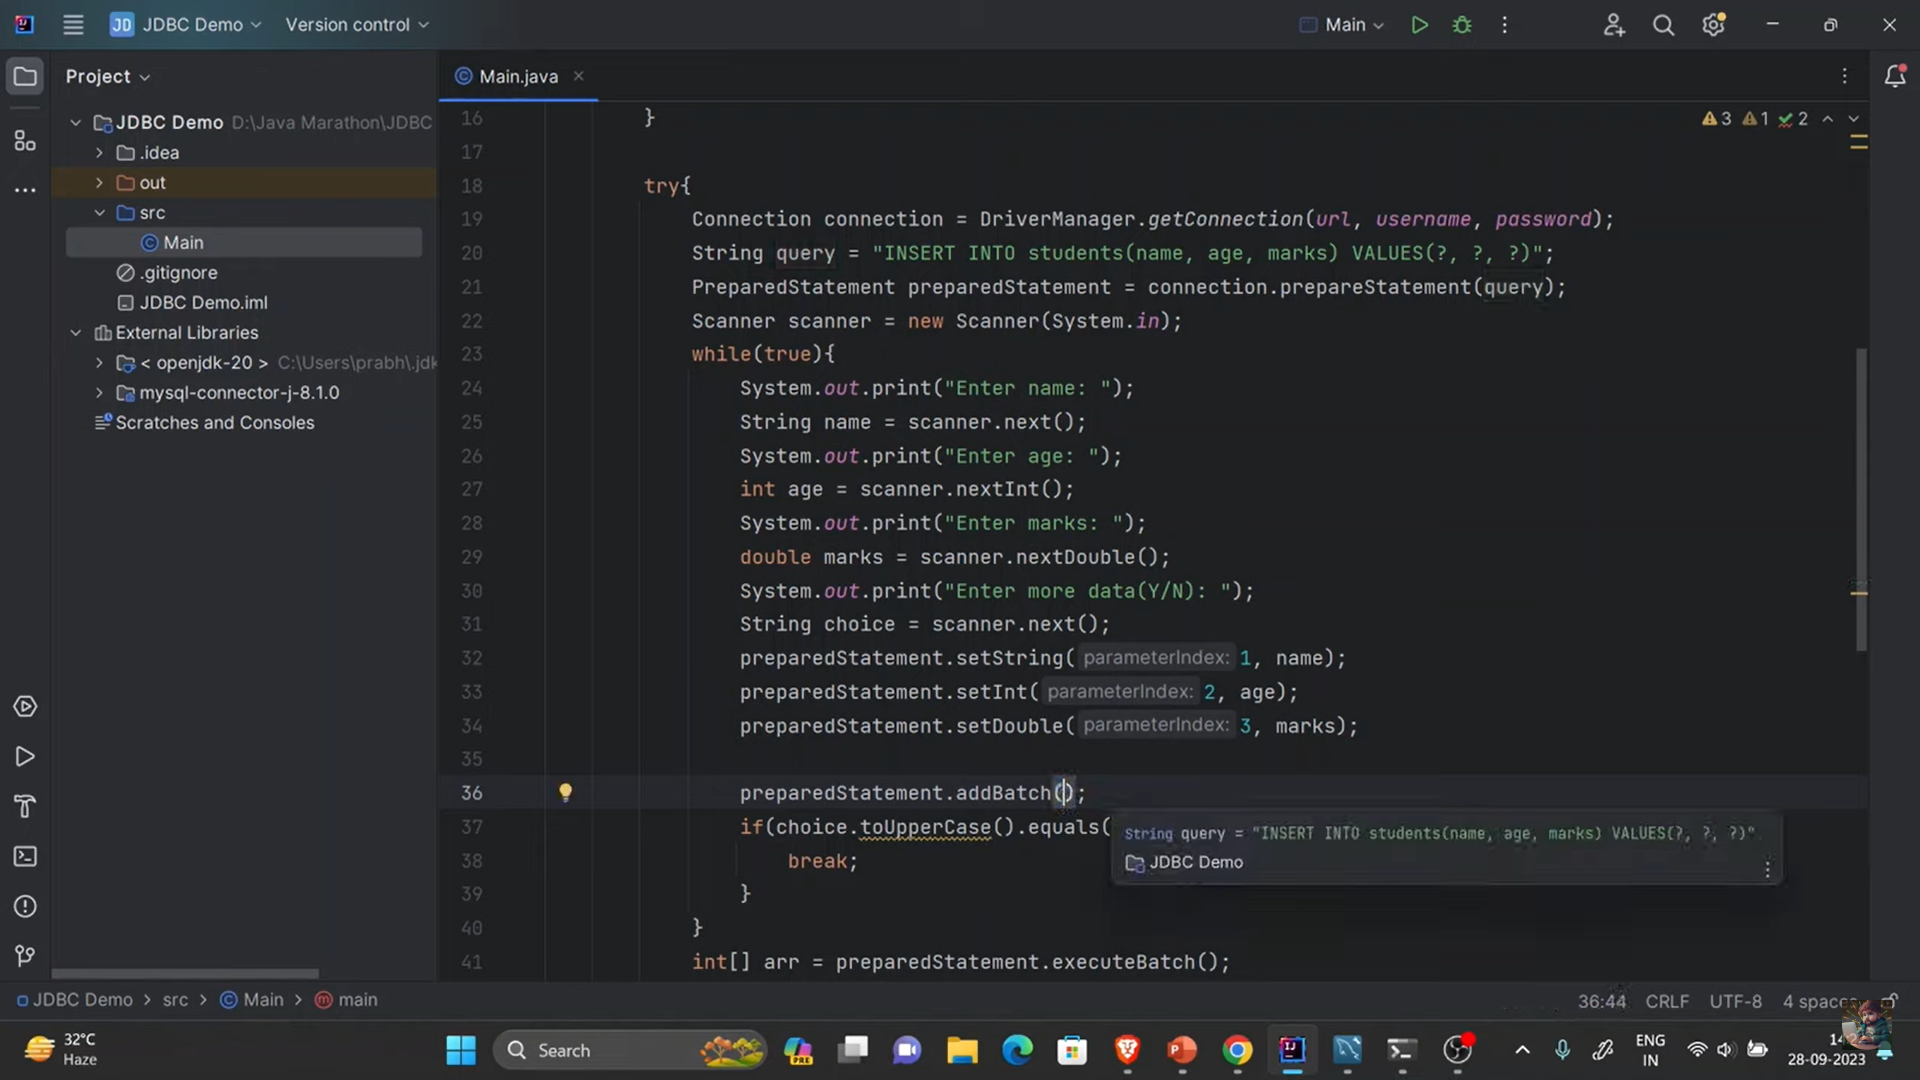 JD JDBC Demo Version control Main
Project
Main.java
JDBC Demo D:\Java Marathon\JDBC
.idea
out
src
Main
.gitignore
JDBC Demo.iml
External Libraries
< openjdk-20 > C:\Users\prabh\.jdk
mysql-connector-j-8.1.0
Scratches and Consoles
3 1 2
16 }
17
18 try{
19 Connection connection = DriverManager.getConnection(url, username, password);
20 String query = "INSERT INTO students(name, age, marks) VALUES(?, ?, ?)";
21 PreparedStatement preparedStatement = connection.prepareStatement(query);
22 Scanner scanner = new Scanner(System.in);
23 while(true){
24 System.out.print("Enter name: ");
25 String name = scanner.next();
26 System.out.print("Enter age: ");
27 int age = scanner.nextInt();
28 System.out.print("Enter marks: ");
29 double marks = scanner.nextDouble();
30 System.out.print("Enter more data(Y/N): ");
31 String choice = scanner.next();
32 preparedStatement.setString( parameterIndex: 1, name);
33 preparedStatement.setInt( parameterIndex: 2, age);
34 preparedStatement.setDouble( parameterIndex: 3, marks);
35
36 preparedStatement.addBatch();
37 if(choice.toUpperCase().equals(
String query = "INSERT INTO students(name, age, marks) VALUES(?, ?, ?)"
JDBC Demo
38 break;
39 }
40 }
41 int[] arr = preparedStatement.executeBatch();
JDBC Demo > src > Main > main 36:44 CRLF UTF-8 4 spaces
32°C
Haze
Search
PRE
ENG
IN
28-09-2023